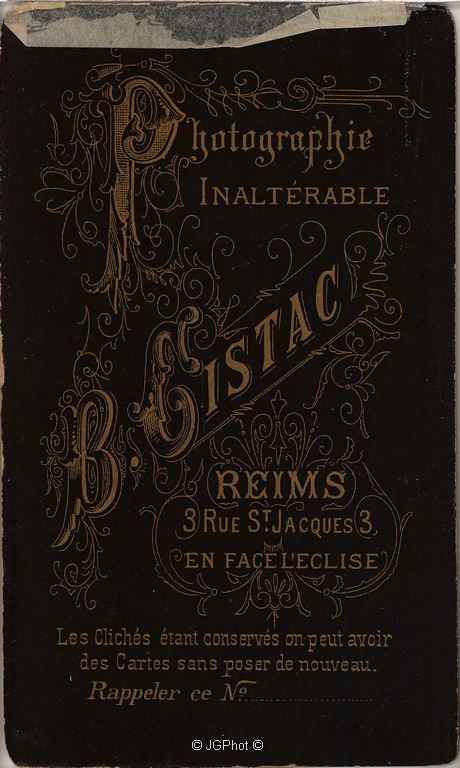 Photographie
INALTÉRABLE
B. CISTAC
REIMS
3 RUE ST JACQUES 3,
EN FACE L'ECLISE
Les Clichés étant conservés on peut avoir
des Cartes sans poser de nouveau.
Rappeler ce No
© JGPhot ©